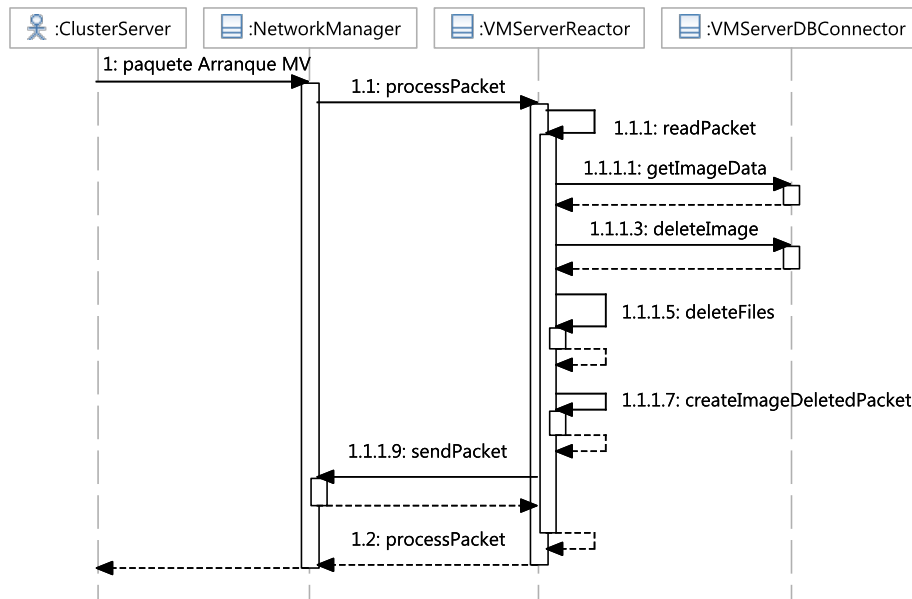 :ClusterServer
:NetworkManager
:VMServerReactor
:VMServerDBConnector
1: paquete Arranque MV
1.1: processPacket
1.1.1: readPacket
1.1.1.1: getImageData
1.1.1.3: deleteImage
1.1.1.5: deleteFiles
1.1.1.7: createImageDeletedPacket
1.1.1.9: sendPacket
1.2: processPacket